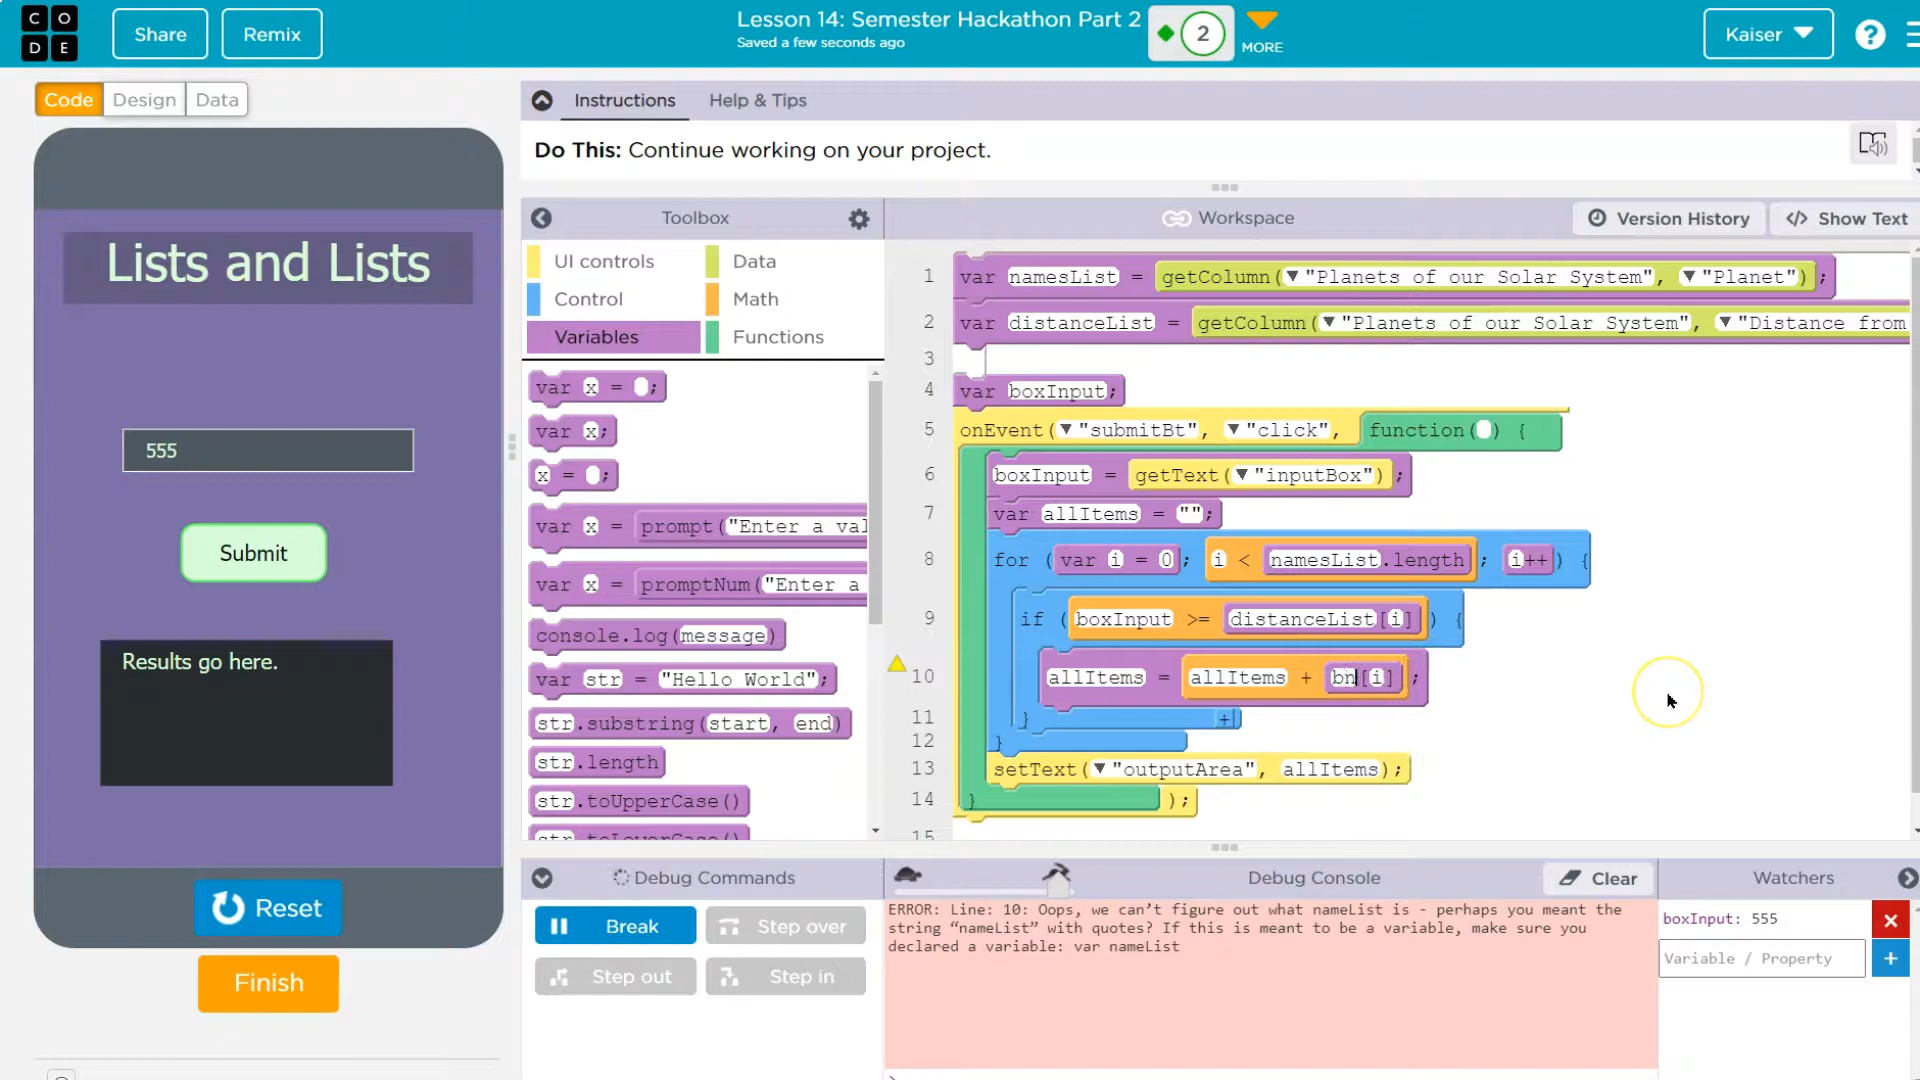 CODE
Share
Remix
Lesson 14: Semester Hackathon Part 2
Saved a few seconds ago
2
MORE
Kaiser
?
Code
Design
Data
Instructions
Help & Tips
Do This: Continue working on your project.
Lists and Lists
555
Submit
Results go here.
Reset
Finish
Toolbox
UI controls
Data
Control
Math
Variables
Functions
var x = ;
var x;
x = ;
var x = prompt("Enter a val
var x = promptNum("Enter a
console.log(message)
var str = "Hello World";
str.substring(start, end)
str.length
str.toUpperCase()
str.toLowerCase()
Workspace
Version History
Show Text
1 var namesList = getColumn("Planets of our Solar System", "Planet");
2 var distanceList = getColumn("Planets of our Solar System", "Distance from
3
4 var boxInput;
5 onEvent("submitBt", "click", function() {
6 boxInput = getText("inputBox");
7 var allItems = "";
8 for (var i = 0; i < namesList.length; i++) {
9 if (boxInput >= distanceList[i]) {
10 allItems = allItems + bn[i];
11 } +
12 }
13 setText("outputArea", allItems);
14 });
15
Debug Commands
Break
Step over
Step out
Step in
Debug Console
Clear
ERROR: Line: 10: Oops, we can’t figure out what nameList is - perhaps you meant the
string “nameList” with quotes? If this is meant to be a variable, make sure you
declared a variable: var nameList
>
Watchers
boxInput: 555
Variable / Property